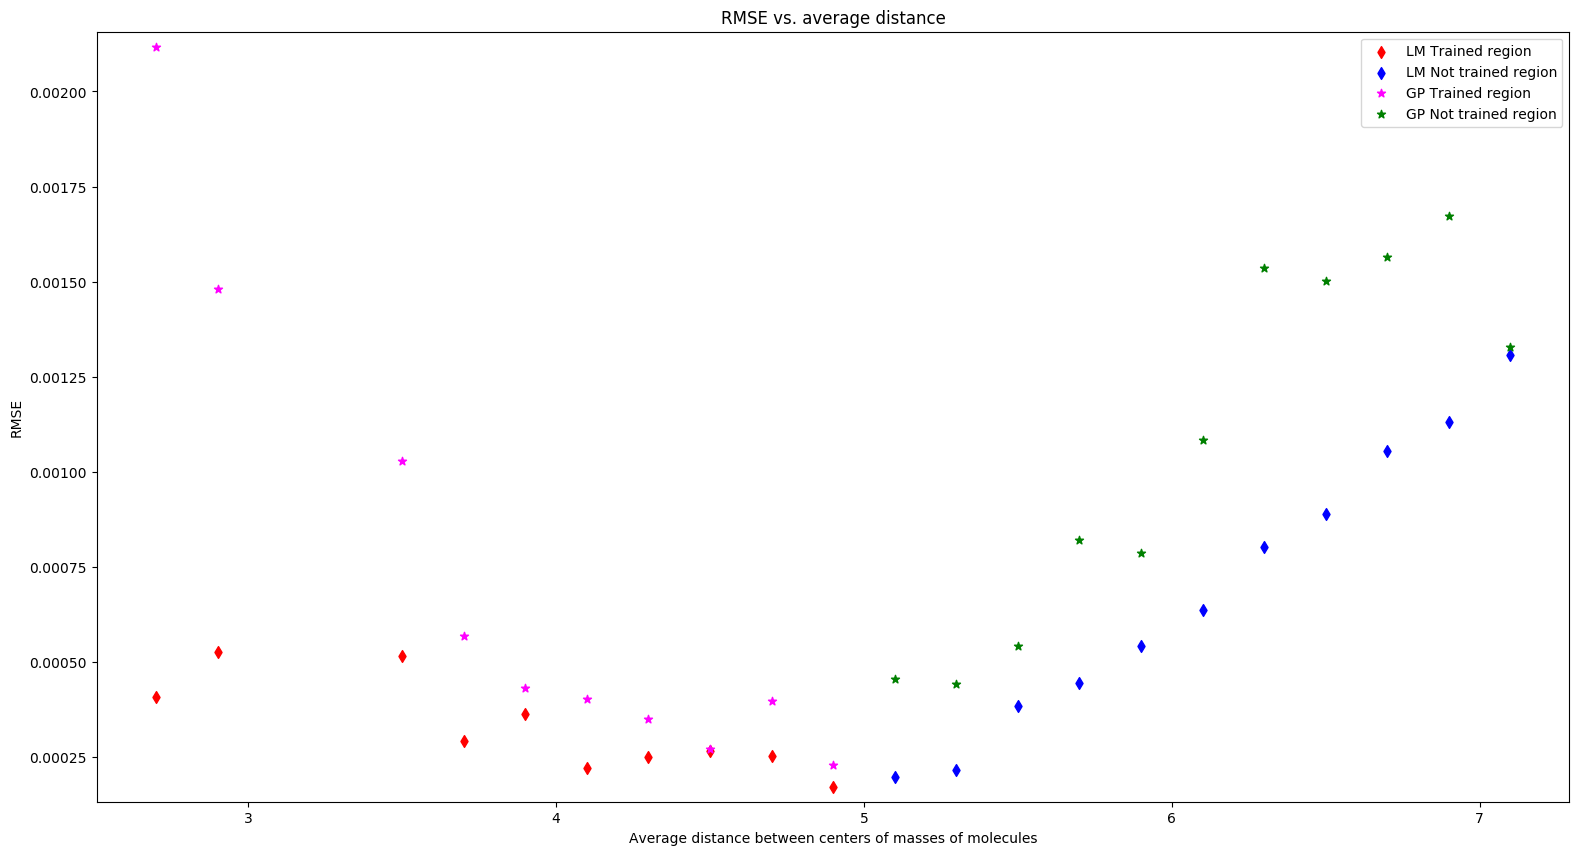 RMSE vs. average distance
LM Trained region
LM Not trained region
GP Trained region
GP Not trained region
0.00200
0.00175
0.00150
0.00125
0.00100
0.00075
0.00050
0.00025
RMSE
3 4 5 6 7
Average distance between centers of masses of molecules